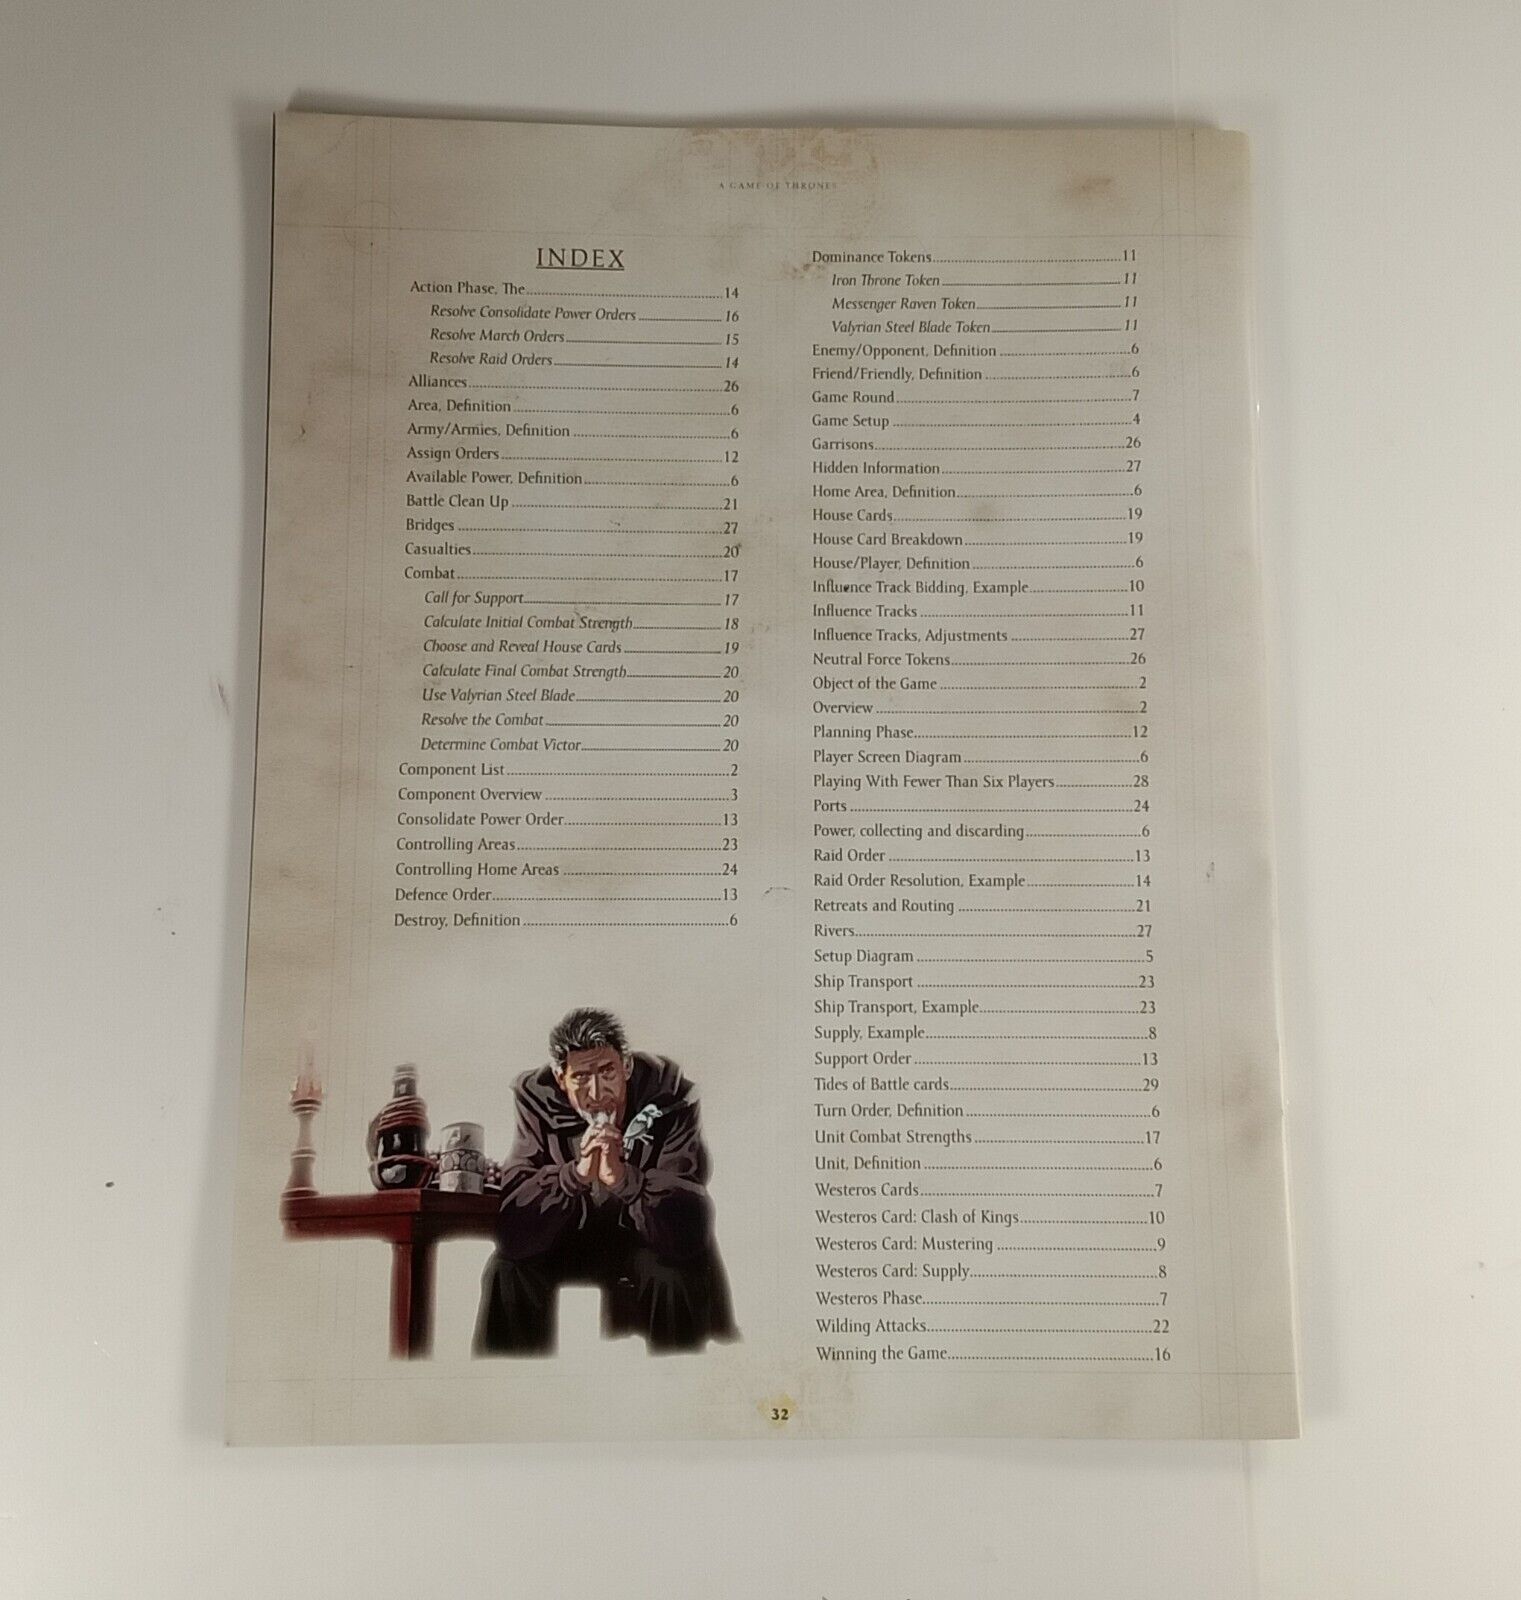 A GAME OF THRONES
INDEX
Action Phase, The 14
Resolve Consolidate Power Orders 16
Resolve March Orders 15
Resolve Raid Orders 14
Alliances 26
Area, Definition 6
Army/Armies, Definition 6
Assign Orders 12
Available Power, Definition 6
Battle Clean Up 21
Bridges 27
Casualties 20
Combat 17
Call for Support 17
Calculate Initial Combat Strength 18
Choose and Reveal House Cards 19
Calculate Final Combat Strength 20
Use Valyrian Steel Blade 20
Resolve the Combat 20
Determine Combat Victor 20
Component List 2
Component Overview 3
Consolidate Power Order 13
Controlling Areas 23
Controlling Home Areas 24
Defence Order 13
Destroy, Definition 6
Dominance Tokens 11
Iron Throne Token 11
Messenger Raven Token 11
Valyrian Steel Blade Token 11
Enemy/Opponent, Definition 6
Friend/Friendly, Definition 6
Game Round 7
Game Setup 4
Garrisons 26
Hidden Information 27
Home Area, Definition 6
House Cards 19
House Card Breakdown 19
House/Player, Definition 6
Influence Track Bidding, Example 10
Influence Tracks 11
Influence Tracks, Adjustments 27
Neutral Force Tokens 26
Object of the Game 2
Overview 2
Planning Phase 12
Player Screen Diagram 6
Playing With Fewer Than Six Players 28
Ports 24
Power, collecting and discarding 6
Raid Order 13
Raid Order Resolution, Example 14
Retreats and Routing 21
Rivers 27
Setup Diagram 5
Ship Transport 23
Ship Transport, Example 23
Supply, Example 8
Support Order 13
Tides of Battle cards 29
Turn Order, Definition 6
Unit Combat Strengths 17
Unit, Definition 6
Westeros Cards 7
Westeros Card: Clash of Kings 10
Westeros Card: Mustering 9
Westeros Card: Supply 8
Westeros Phase 7
Wilding Attacks 22
Winning the Game 16
32